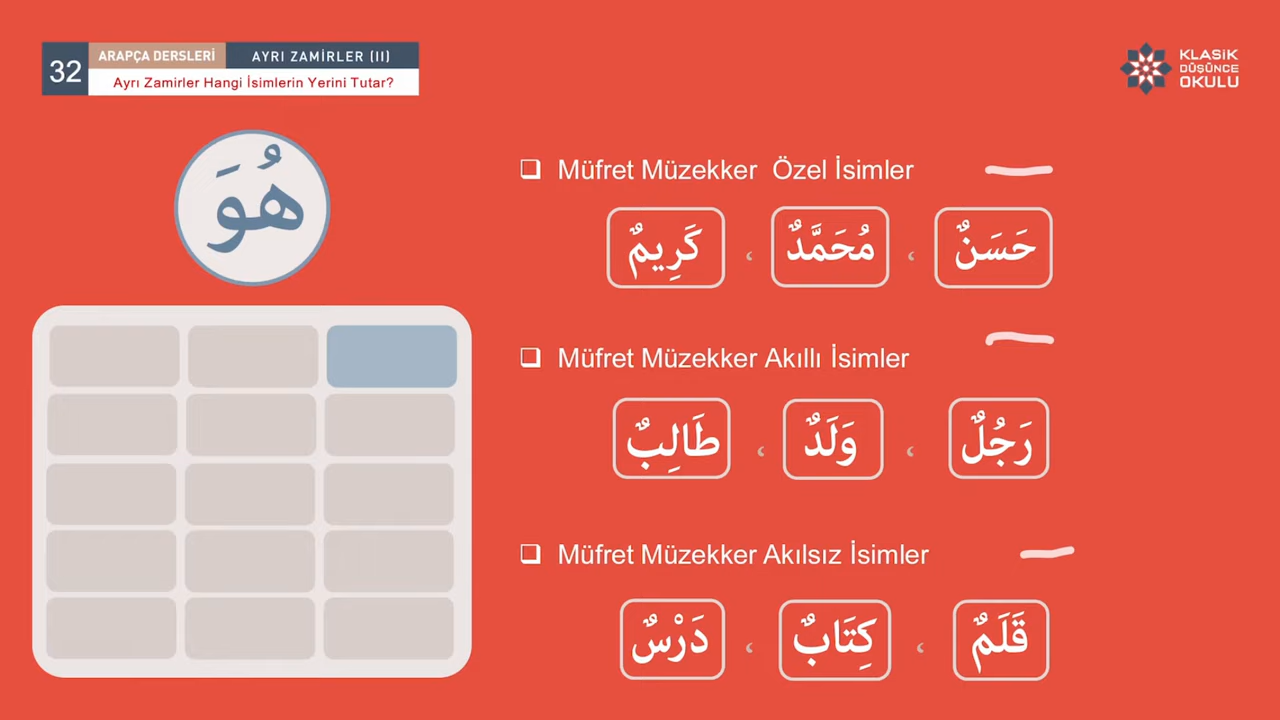 32
ARAPÇA DERSLERİ
AYRI ZAMİRLER (II)
Ayrı Zamirler Hangi İsimlerin Yerini Tutar?
KLASİK
DÜŞÜNCE
OKULU
هُوَ
❑ Müfret Müzekker Özel İsimler
حَسَنٌ ، مُحَمَّدٌ ، كَرِيمٌ
❑ Müfret Müzekker Akıllı İsimler
رَجُلٌ ، وَلَدٌ ، طَالِبٌ
❑ Müfret Müzekker Akılsız İsimler
قَلَمٌ ، كِتَابٌ ، دَرْسٌ